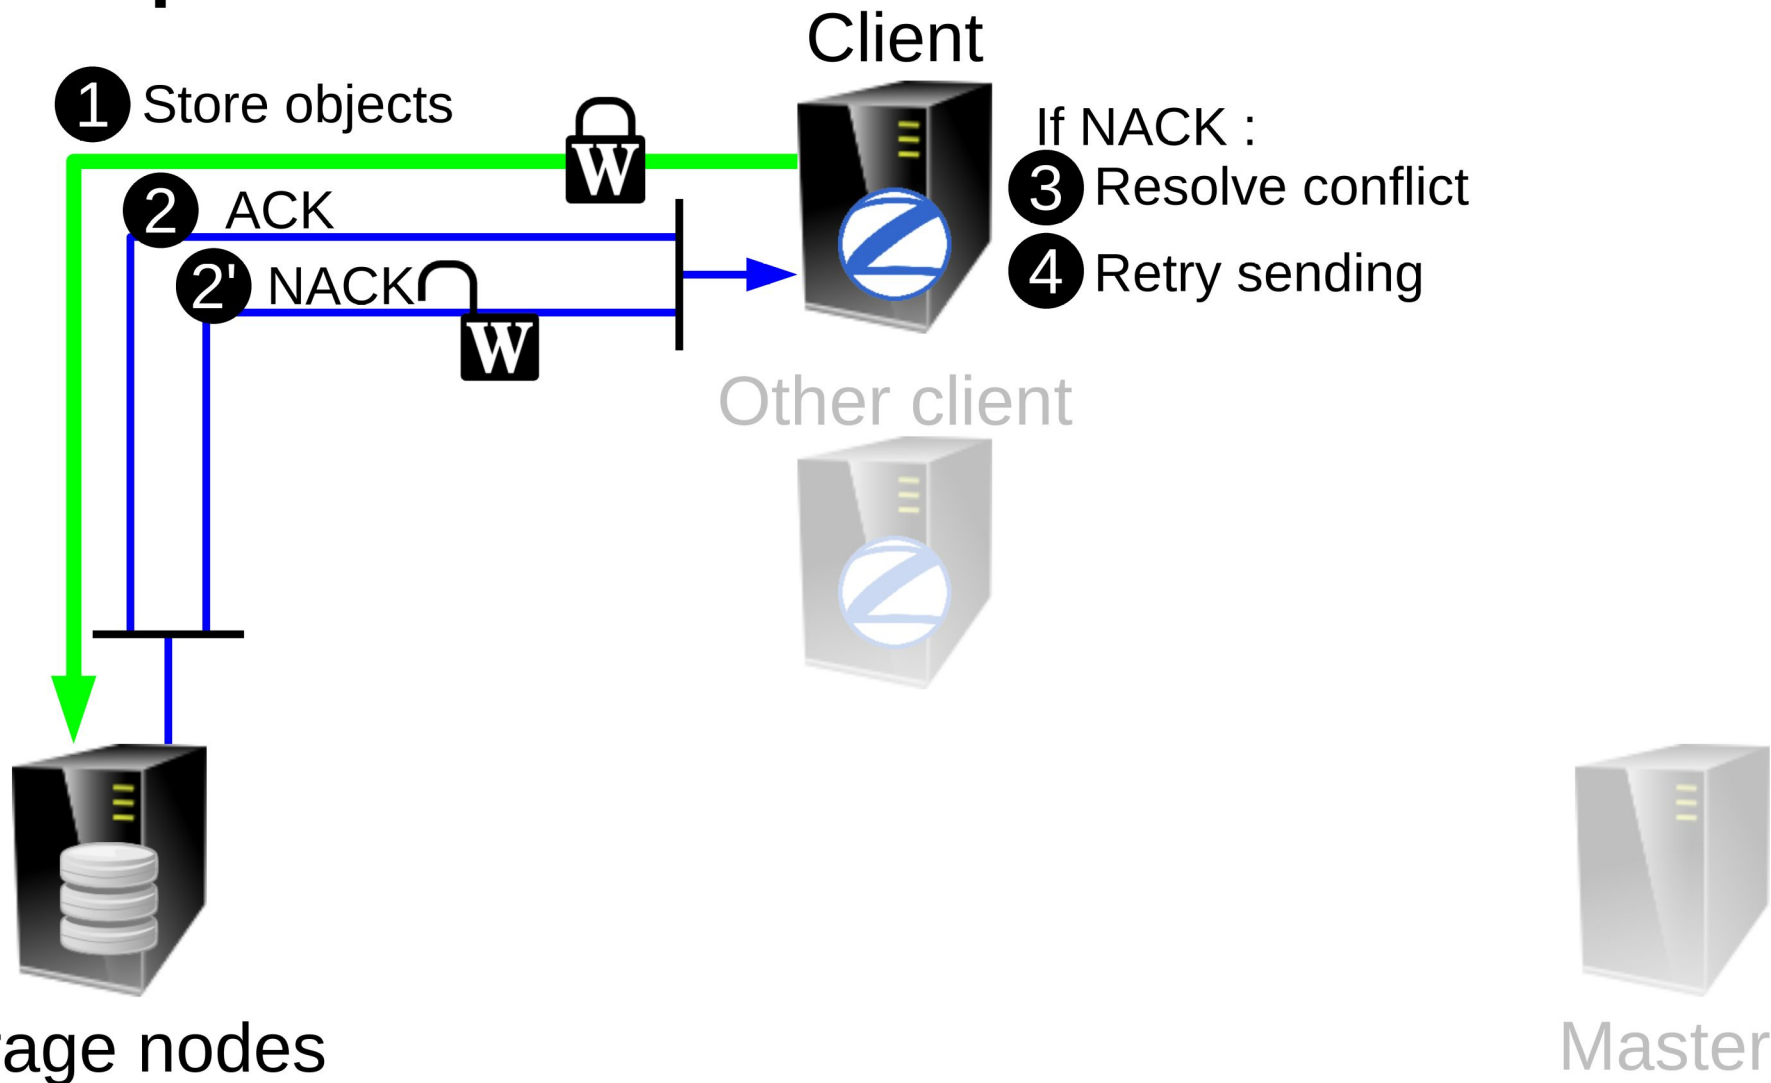 Client
1 Store objects
W
If NACK :
2 ACK
3 Resolve conflict
2' NACK
4 Retry sending
W
Other client
nodes
Master